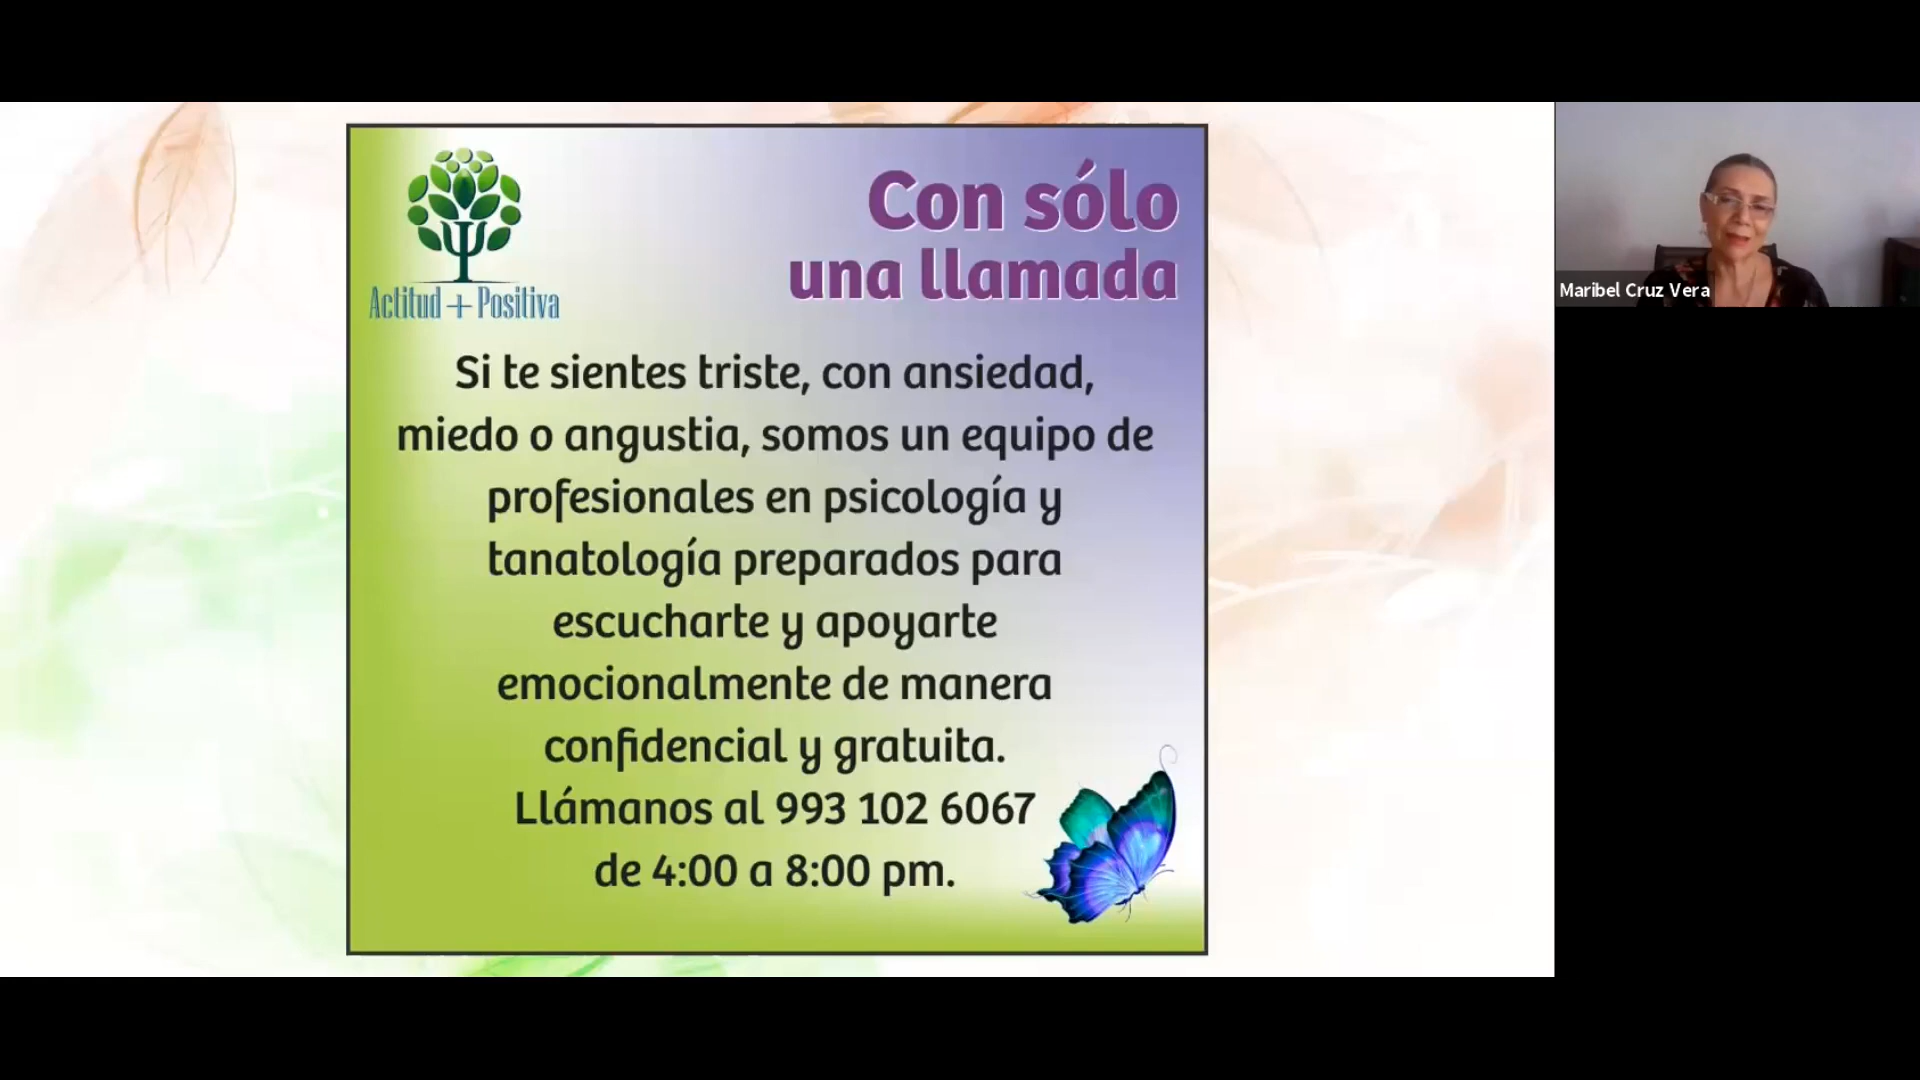 Actitud + Positiva
Con sólo
una llamada
Si te sientes triste, con ansiedad,
miedo o angustia, somos un equipo de
profesionales en psicología y
tanatología preparados para
escucharte y apoyarte
emocionalmente de manera
confidencial y gratuita.
Llámanos al 993 102 6067
de 4:00 a 8:00 pm.
Maribel Cruz Vera